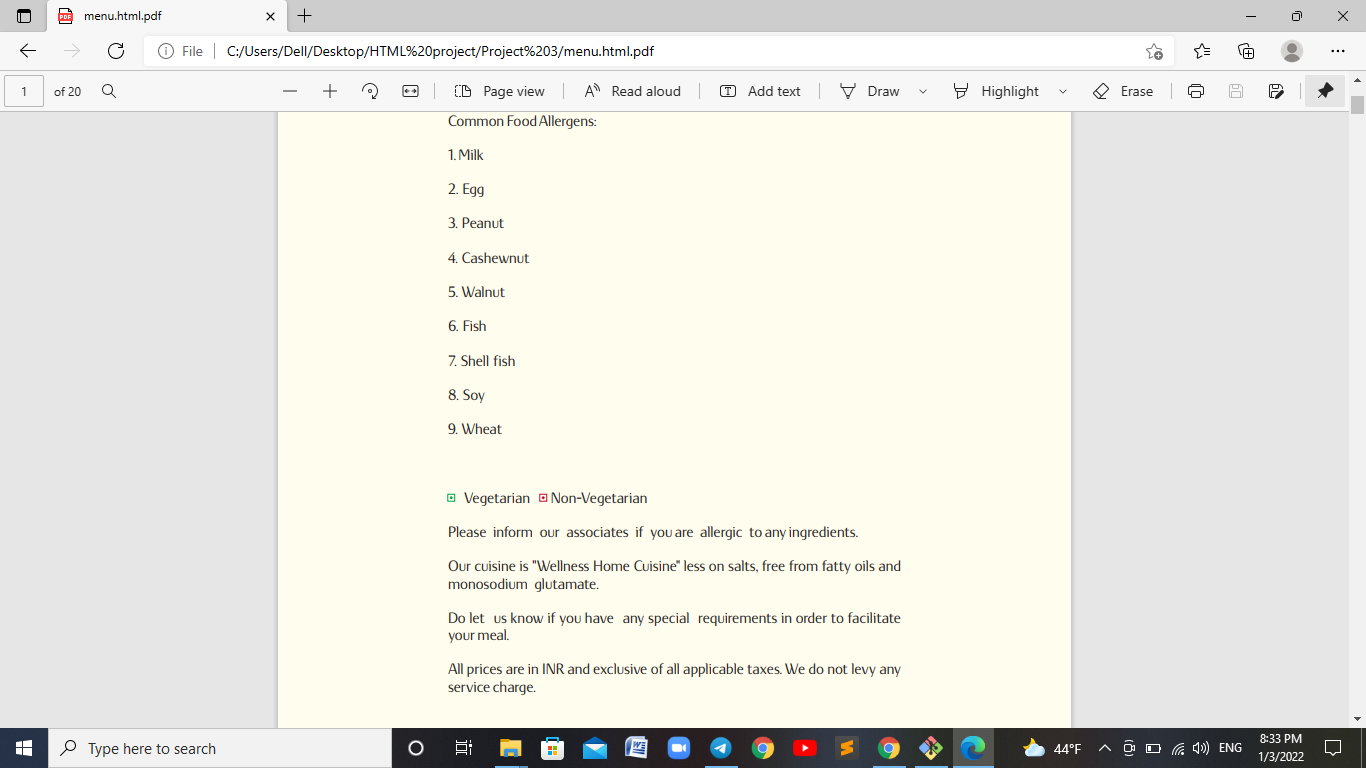 menu.html.pdf
File
C:/Users/Dell/Desktop/HTML%20project/Project%203/menu.html.pdf
1 of 20 Page view Read aloud Add text Draw Highlight Erase
Common Food Allergens:
1. Milk
2. Egg
3. Peanut
4. Cashewnut
5. Walnut
6. Fish
7. Shell fish
8. Soy
9. Wheat
Vegetarian Non-Vegetarian
Please inform our associates if you are allergic to any ingredients.
Our cuisine is "Wellness Home Cuisine" less on salts, free from fatty oils and
monosodium glutamate.
Do let us know if you have any special requirements in order to facilitate
your meal.
All prices are in INR and exclusive of all applicable taxes. We do not levy any
service charge.
Type here to search
44°F
ENG
8:33 PM
1/3/2022